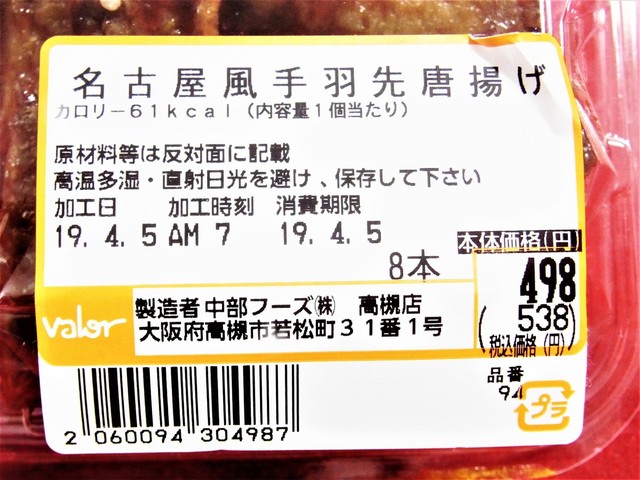 名古屋風手羽先唐揚げ
カロリー61kcal(内容量1個当たり)
原材料等は反対面に記載
高温多湿・直射日光を避け、保存して下さい
加工日 加工時刻 消費期限
19. 4. 5 AM 7 19. 4. 5
8本
本体価格(円)
498
(538)
税込価格(円)
valor
製造者 中部フーズ㈱ 高槻店
大阪府高槻市若松町31番1号
品番
94
プラ
2 060094 304987